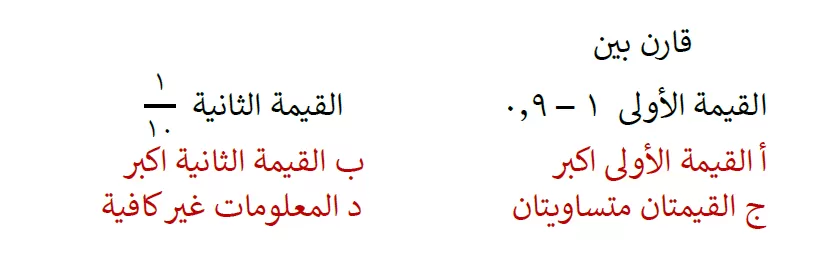 قارن بين
القيمة الأولى ١ – ٠,٩ القيمة الثانية ١/١٠
أ القيمة الأولى اكبر ب القيمة الثانية اكبر
ج القيمتان متساويتان د المعلومات غير كافية